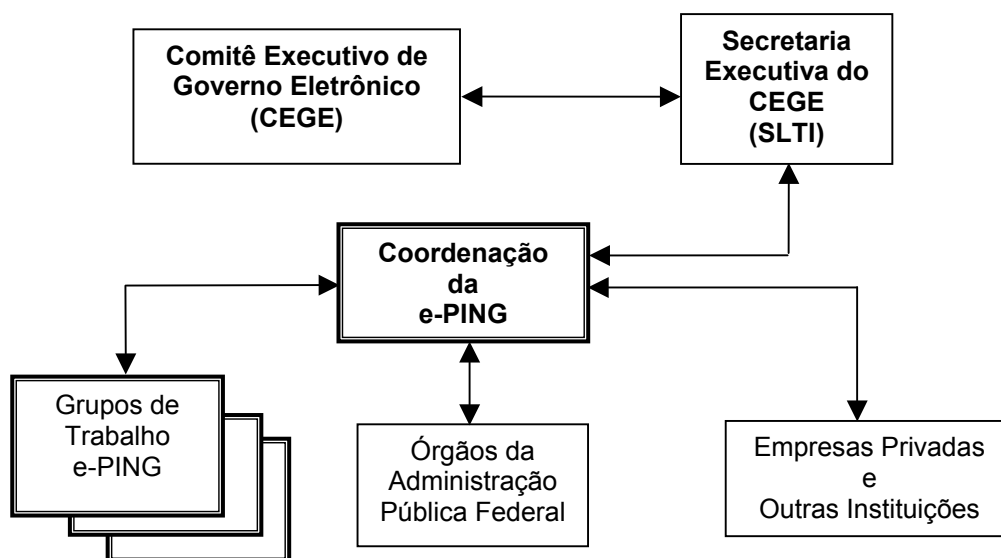 Comitê Executivo de
Governo Eletrônico
(CEGE)
Secretaria
Executiva do
CEGE
(SLTI)
Coordenação
da
e-PING
Grupos de
Trabalho
e-PING
Órgãos da
Administração
Pública Federal
Empresas Privadas
e
Outras Instituições